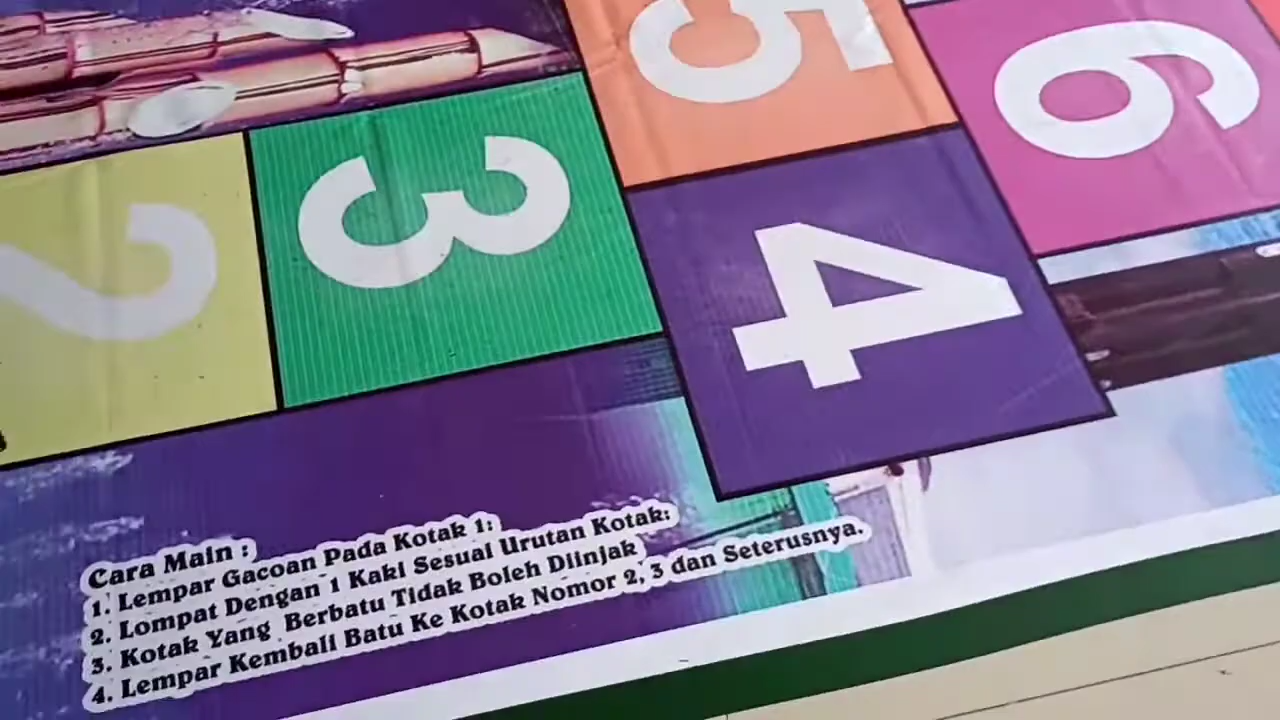 5
6
3
2
4
Cara Main :
1. Lempar Gacoan Pada Kotak 1:
2. Lompat Dengan 1 Kaki Sesuai Urutan Kotak:
3. Kotak Yang Berbatu Tidak Boleh Diinjak
4. Lempar Kembali Batu Ke Kotak Nomor 2, 3 dan Seterusnya.